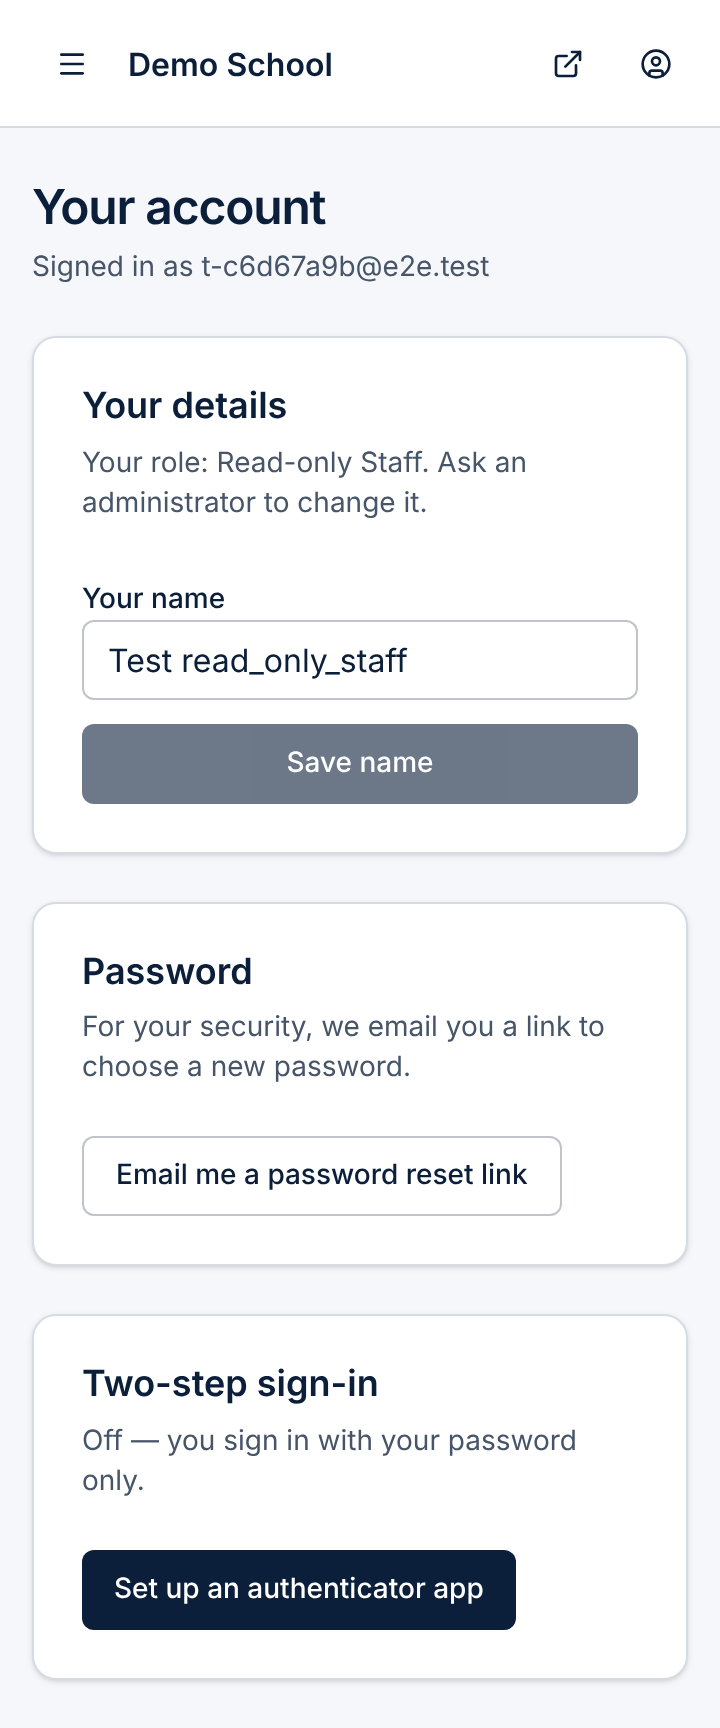 Demo School
Your account
Signed in as t-c6d67a9b@e2e.test
Your details
Your role: Read-only Staff. Ask an
administrator to change it.
Your name
Test read_only_staff
Save name
Password
For your security, we email you a link to
choose a new password.
Email me a password reset link
Two-step sign-in
Off — you sign in with your password
only.
Set up an authenticator app